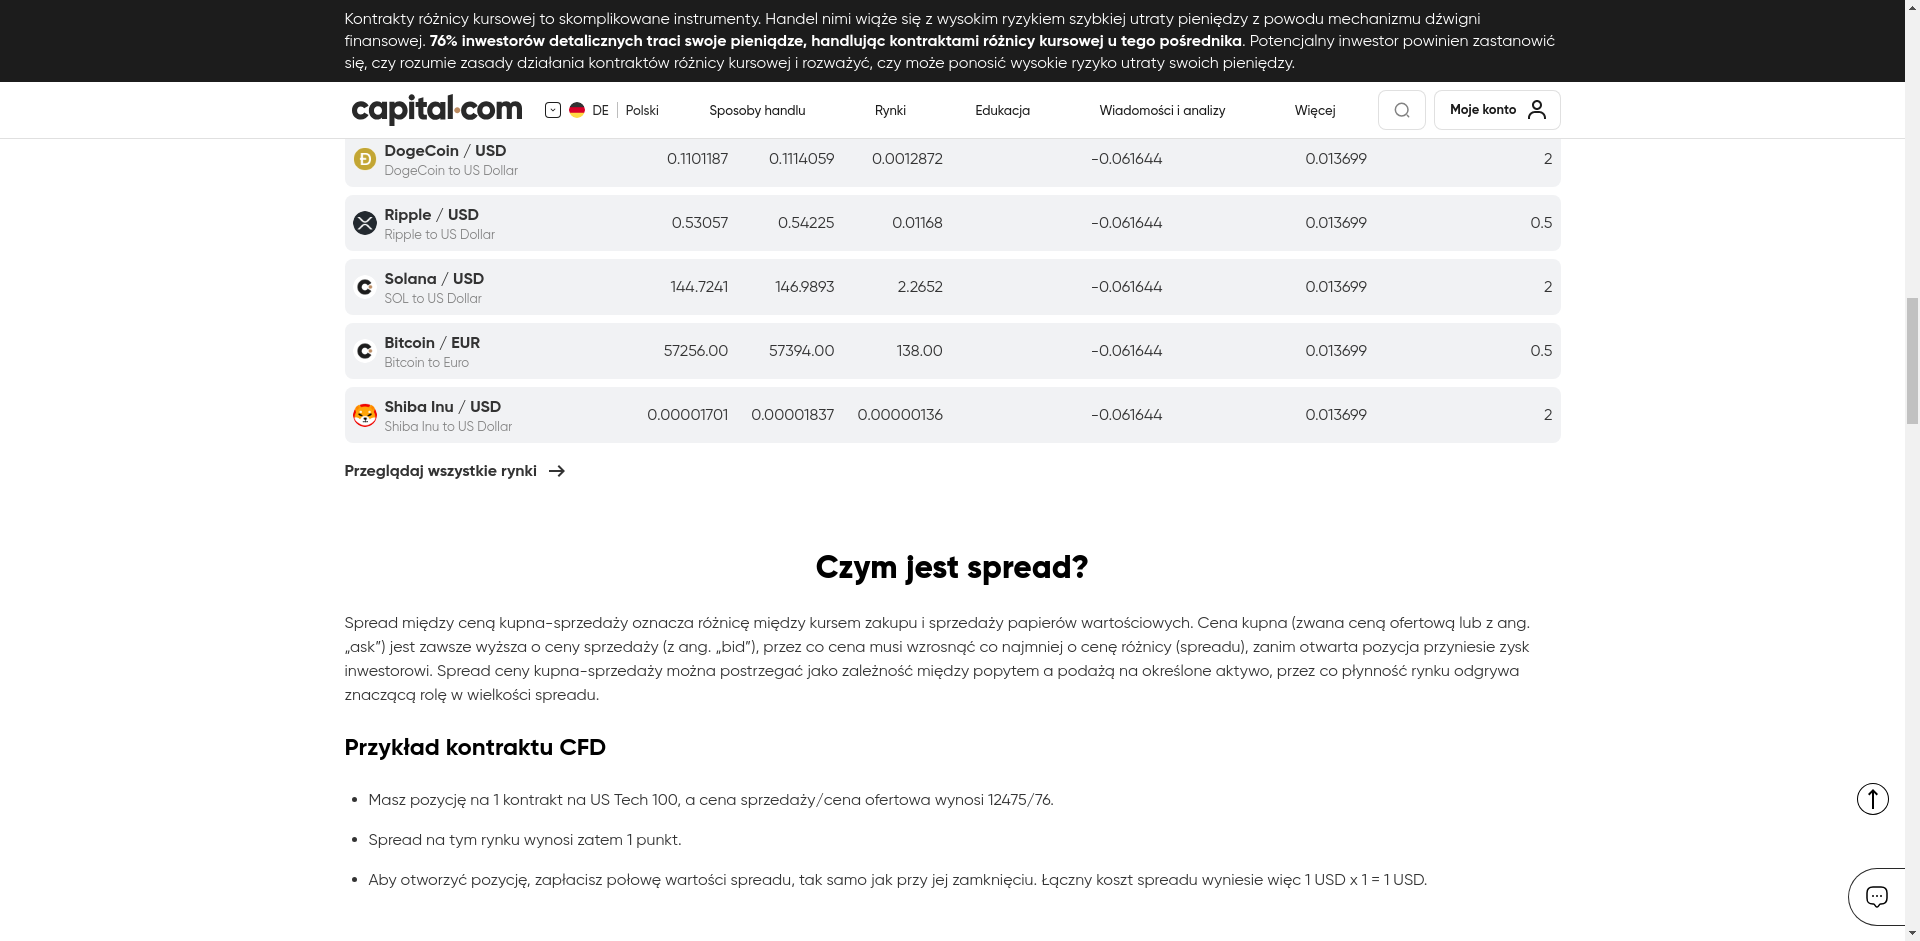 Kontrakty różnicy kursowej to skomplikowane instrumenty. Handel nimi wiąże się z wysokim ryzykiem szybkiej utraty pieniędzy z powodu mechanizmu dźwigni
finansowej. 76% inwestorów detalicznych traci swoje pieniądze, handlując kontraktami różnicy kursowej u tego pośrednika. Potencjalny inwestor powinien zastanowić
się, czy rozumie zasady działania kontraktów różnicy kursowej i rozważyć, czy może ponosić wysokie ryzyko utraty swoich pieniędzy.
capital.com DE Polski Sposoby handlu Rynki Edukacja Wiadomości i analizy Więcej Moje konto
DogeCoin / USD 0.1101187 0.1114059 0.0012872 -0.061644 0.013699 2
DogeCoin to US Dollar
Ripple / USD 0.53057 0.54225 0.01168 -0.061644 0.013699 0.5
Ripple to US Dollar
Solana / USD 144.7241 146.9893 2.2652 -0.061644 0.013699 2
SOL to US Dollar
Bitcoin / EUR 57256.00 57394.00 138.00 -0.061644 0.013699 0.5
Bitcoin to Euro
Shiba Inu / USD 0.00001701 0.00001837 0.00000136 -0.061644 0.013699 2
Shiba Inu to US Dollar
Przeglądaj wszystkie rynki
Czym jest spread?
Spread między ceną kupna-sprzedaży oznacza różnicę między kursem zakupu i sprzedaży papierów wartościowych. Cena kupna (zwana ceną ofertową lub z ang.
„ask”) jest zawsze wyższa o ceny sprzedaży (z ang. „bid”), przez co cena musi wzrosnąć co najmniej o cenę różnicy (spreadu), zanim otwarta pozycja przyniesie zysk
inwestorowi. Spread ceny kupna-sprzedaży można postrzegać jako zależność między popytem a podażą na określone aktywo, przez co płynność rynku odgrywa
znaczącą rolę w wielkości spreadu.
Przykład kontraktu CFD
• Masz pozycję na 1 kontrakt na US Tech 100, a cena sprzedaży/cena ofertowa wynosi 12475/76.
• Spread na tym rynku wynosi zatem 1 punkt.
• Aby otworzyć pozycję, zapłacisz połowę wartości spreadu, tak samo jak przy jej zamknięciu. Łączny koszt spreadu wyniesie więc 1 USD x 1 = 1 USD.